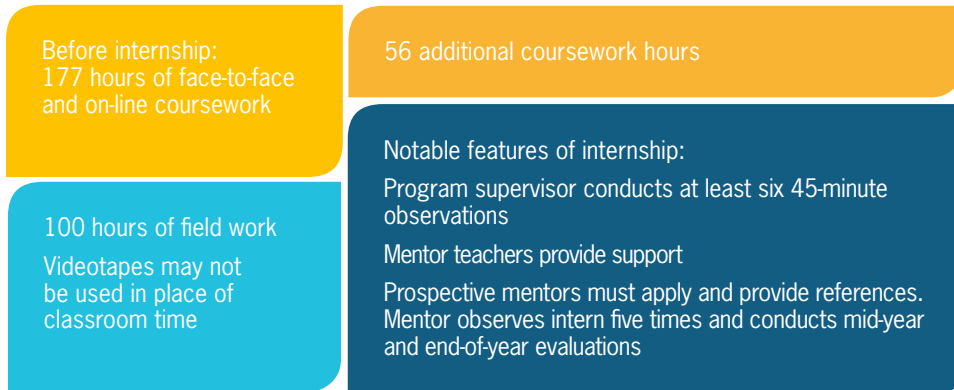 Before internship:
177 hours of face-to-face
and on-line coursework
56 additional coursework hours
100 hours of field work
Videotapes may not
be used in place of
classroom time
Notable features of internship:
Program supervisor conducts at least six 45-minute
observations
Mentor teachers provide support
Prospective mentors must apply and provide references.
Mentor observes intern five times and conducts mid-year
and end-of-year evaluations